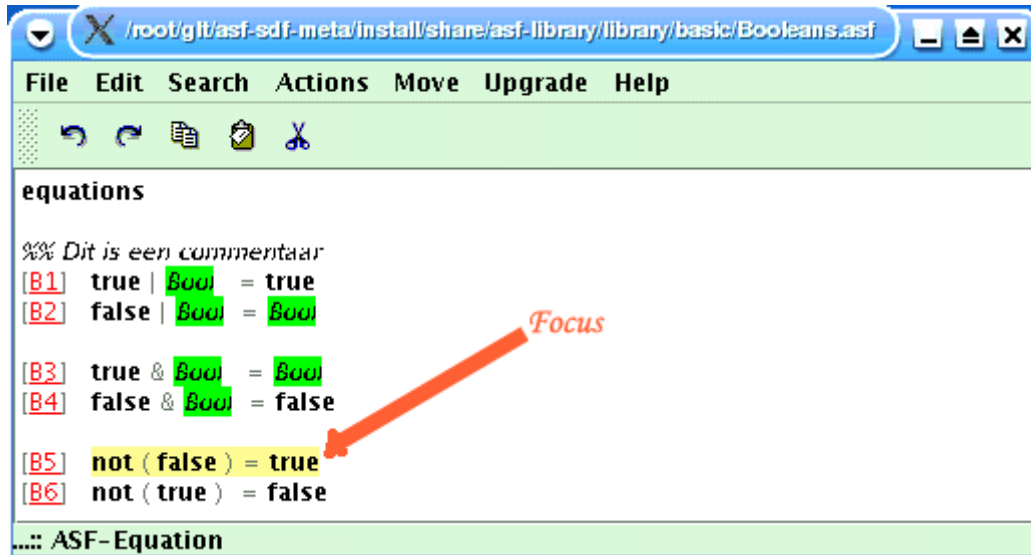 /root/glt/asf-sdf-meta/install/share/asf-library/library/basic/Booleans.asf
File Edit Search Actions Move Upgrade Help
equations
%% Dit is een commentaar
[B1] true | Bool = true
[B2] false | Bool = Bool
Focus
[B3] true & Bool = Bool
[B4] false & Bool = false
[B5] not ( false ) = true
[B6] not ( true ) = false
...:: ASF-Equation